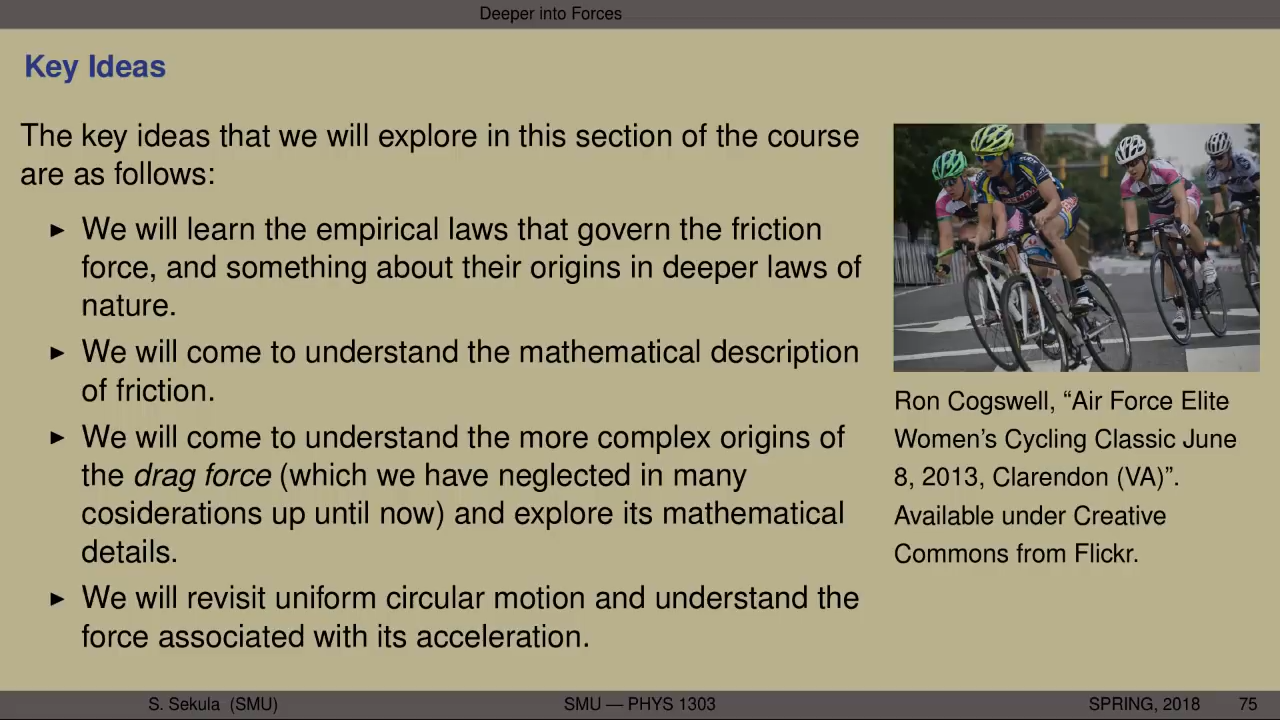 Deeper into Forces
Key Ideas
The key ideas that we will explore in this section of the course
are as follows:
► We will learn the empirical laws that govern the friction
force, and something about their origins in deeper laws of
nature.
► We will come to understand the mathematical description
of friction.
► We will come to understand the more complex origins of
the drag force (which we have neglected in many
cosiderations up until now) and explore its mathematical
details.
► We will revisit uniform circular motion and understand the
force associated with its acceleration.
Ron Cogswell, “Air Force Elite
Women’s Cycling Classic June
8, 2013, Clarendon (VA)”.
Available under Creative
Commons from Flickr.
S. Sekula (SMU) SMU — PHYS 1303 SPRING, 2018 75